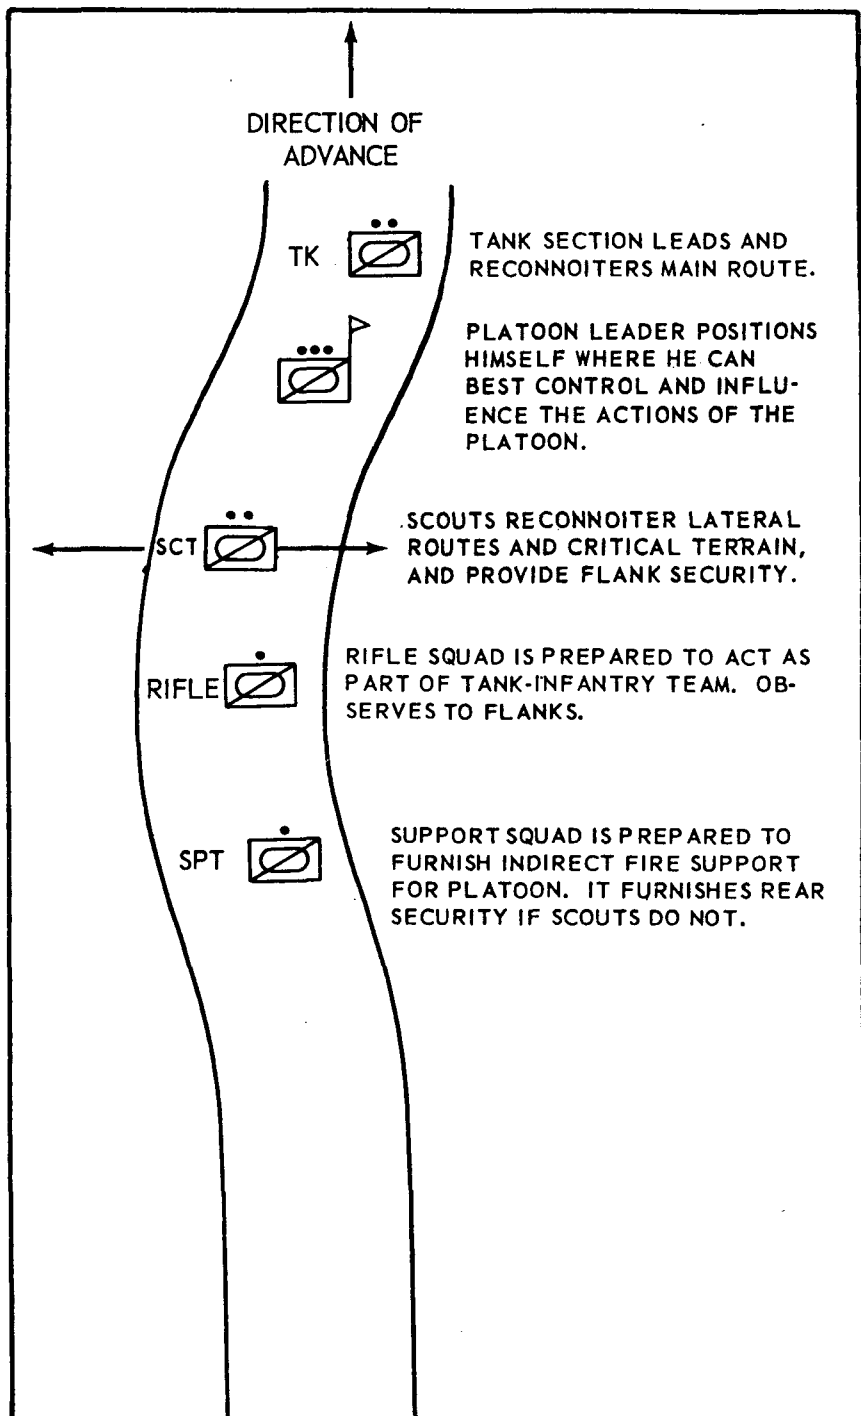 DIRECTION OF
ADVANCE
TK
TANK SECTION LEADS AND
RECONNOITERS MAIN ROUTE.
PLATOON LEADER POSITIONS
HIMSELF WHERE HE CAN
BEST CONTROL AND INFLU-
ENCE THE ACTIONS OF THE
PLATOON.
SCT
SCOUTS RECONNOITER LATERAL
ROUTES AND CRITICAL TERRAIN,
AND PROVIDE FLANK SECURITY.
RIFLE
RIFLE SQUAD IS PREPARED TO ACT AS
PART OF TANK-INFANTRY TEAM. OB-
SERVES TO FLANKS.
SPT
SUPPORT SQUAD IS PREPARED TO
FURNISH INDIRECT FIRE SUPPORT
FOR PLATOON. IT FURNISHES REAR
SECURITY IF SCOUTS DO NOT.